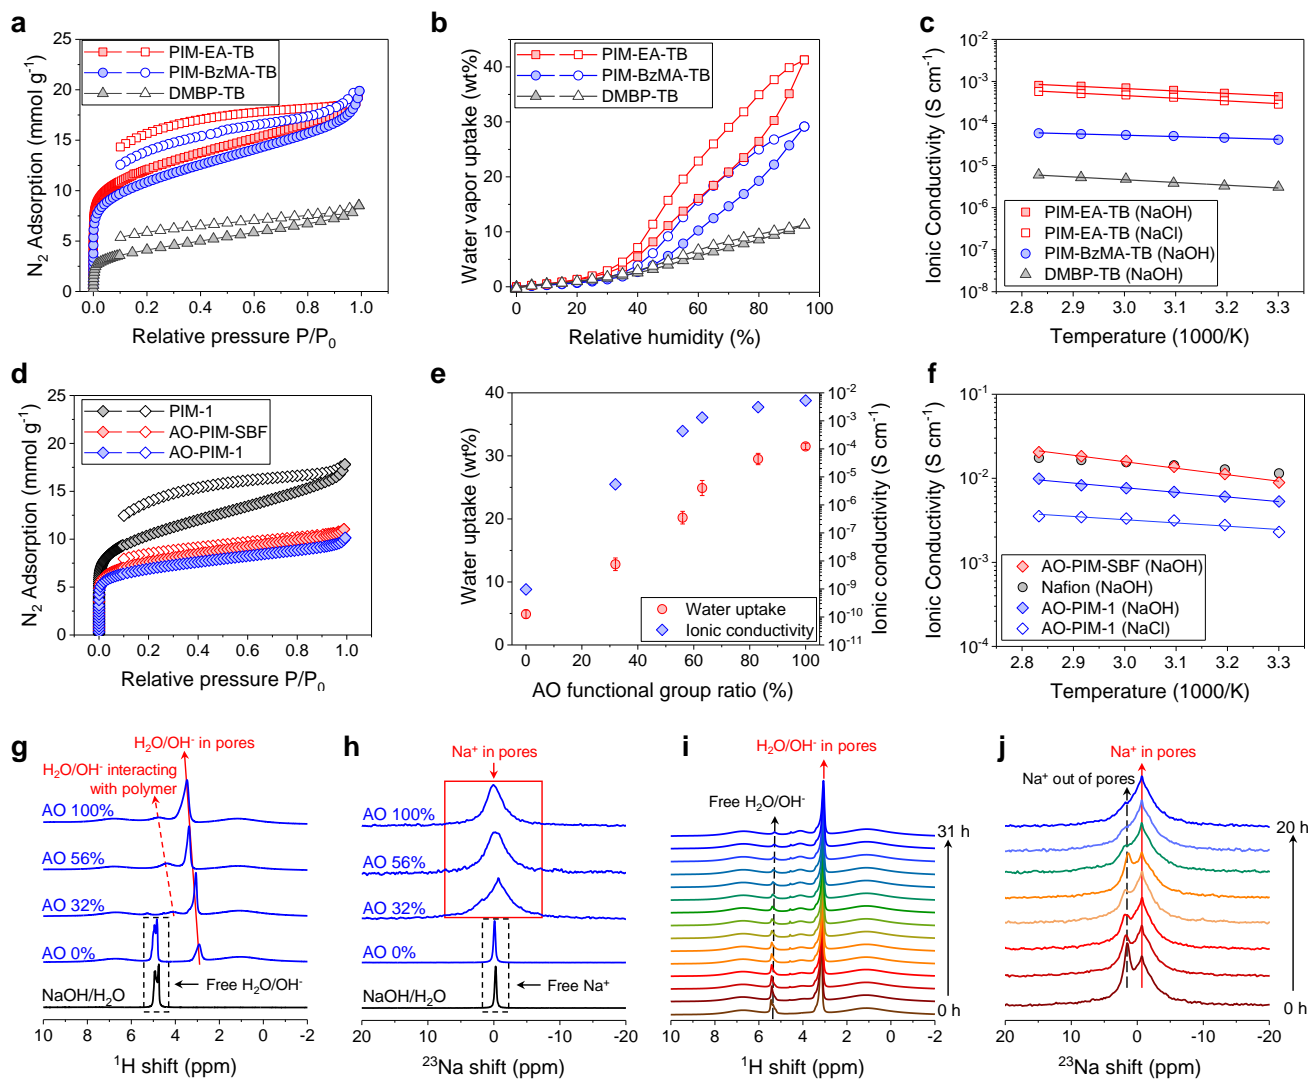 a
25
20
15
10
5
0
N₂ Adsorption (mmol g⁻¹)
PIM-EA-TB
PIM-BzMA-TB
DMBP-TB
0.0 0.2 0.4 0.6 0.8 1.0
Relative pressure P/P₀
b
40
30
20
10
0
Water vapor uptake (wt%)
PIM-EA-TB
PIM-BzMA-TB
DMBP-TB
0 20 40 60 80 100
Relative humidity (%)
c
10⁻²
10⁻³
10⁻⁴
10⁻⁵
10⁻⁶
10⁻⁷
10⁻⁸
Ionic Conductivity (S cm⁻¹)
PIM-EA-TB (NaOH)
PIM-EA-TB (NaCl)
PIM-BzMA-TB (NaOH)
DMBP-TB (NaOH)
2.8 2.9 3.0 3.1 3.2 3.3
Temperature (1000/K)
d
25
20
15
10
5
0
N₂ Adsorption (mmol g⁻¹)
PIM-1
AO-PIM-SBF
AO-PIM-1
0.0 0.2 0.4 0.6 0.8 1.0
Relative pressure P/P₀
e
40
30
20
10
0
Water uptake (wt%)
10⁻²
10⁻³
10⁻⁴
10⁻⁵
10⁻⁶
10⁻⁷
10⁻⁸
10⁻⁹
10⁻¹⁰
10⁻¹¹
Ionic conductivity (S cm⁻¹)
Water uptake
Ionic conductivity
0 20 40 60 80 100
AO functional group ratio (%)
f
10⁻¹
10⁻²
10⁻³
10⁻⁴
Ionic Conductivity (S cm⁻¹)
AO-PIM-SBF (NaOH)
Nafion (NaOH)
AO-PIM-1 (NaOH)
AO-PIM-1 (NaCl)
2.8 2.9 3.0 3.1 3.2 3.3
Temperature (1000/K)
g
H₂O/OH⁻ in pores
H₂O/OH⁻ interacting
with polymer
AO 100%
AO 56%
AO 32%
AO 0%
NaOH/H₂O
Free H₂O/OH⁻
10 8 6 4 2 0 -2
¹H shift (ppm)
h
Na⁺ in pores
AO 100%
AO 56%
AO 32%
AO 0%
NaOH/H₂O
Free Na⁺
20 10 0 -10 -20
²³Na shift (ppm)
i
H₂O/OH⁻ in pores
Free H₂O/OH⁻
31 h
0 h
10 8 6 4 2 0 -2
¹H shift (ppm)
j
Na⁺ in pores
Na⁺ out of pores
20 h
0 h
20 10 0 -10 -20
²³Na shift (ppm)